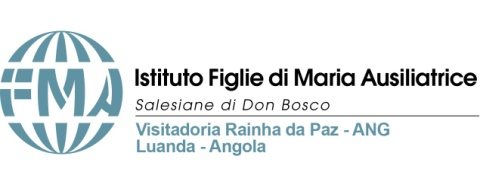 FMA
Istituto Figlie di Maria Ausiliatrice
Salesiane di Don Bosco
Visitadoria Rainha da Paz - ANG
Luanda - Angola